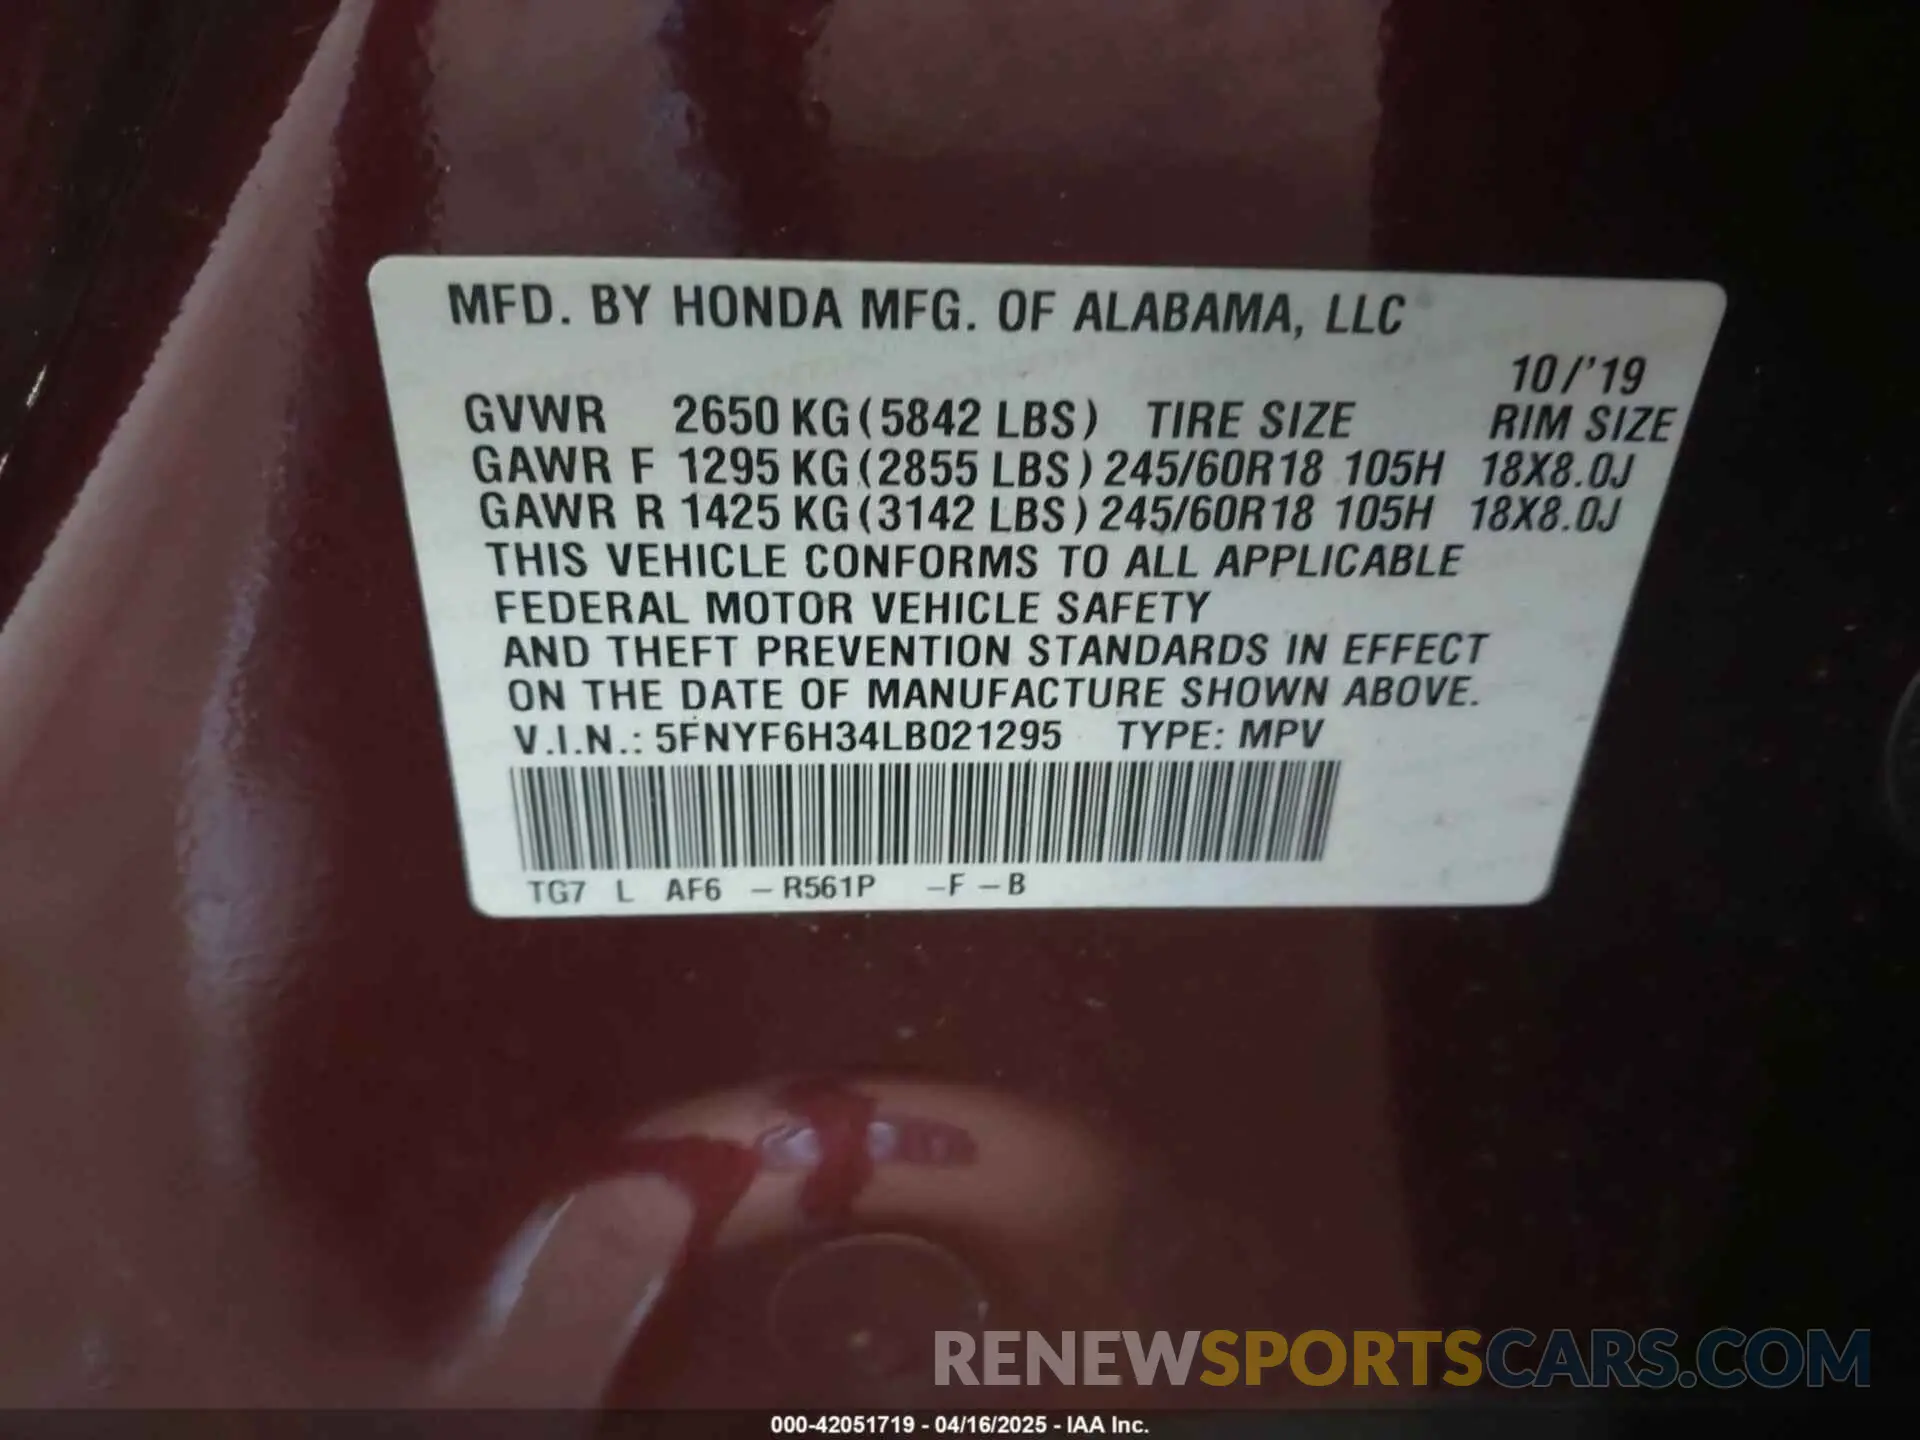 MFD. BY HONDA MFG. OF ALABAMA, LLC
10/'19
GVWR 2650 KG (5842 LBS) TIRE SIZE RIM SIZE
GAWR F 1295 KG (2855 LBS) 245/60R18 105H 18X8.0J
GAWR R 1425 KG (3142 LBS) 245/60R18 105H 18X8.0J
THIS VEHICLE CONFORMS TO ALL APPLICABLE
FEDERAL MOTOR VEHICLE SAFETY
AND THEFT PREVENTION STANDARDS IN EFFECT
ON THE DATE OF MANUFACTURE SHOWN ABOVE.
V.I.N.: 5FNYF6H34LB021295 TYPE: MPV
TG7 L AF6 – R561P –F – B
RENEWSPORTSCARS.COM
000-42051719 - 04/16/2025 - IAA Inc.